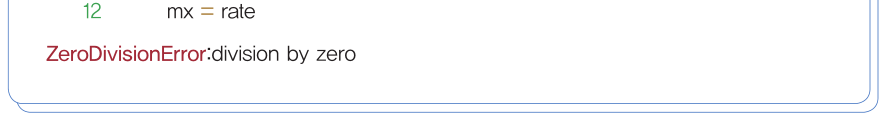 12 mx = rate
ZeroDivisionError:division by zero